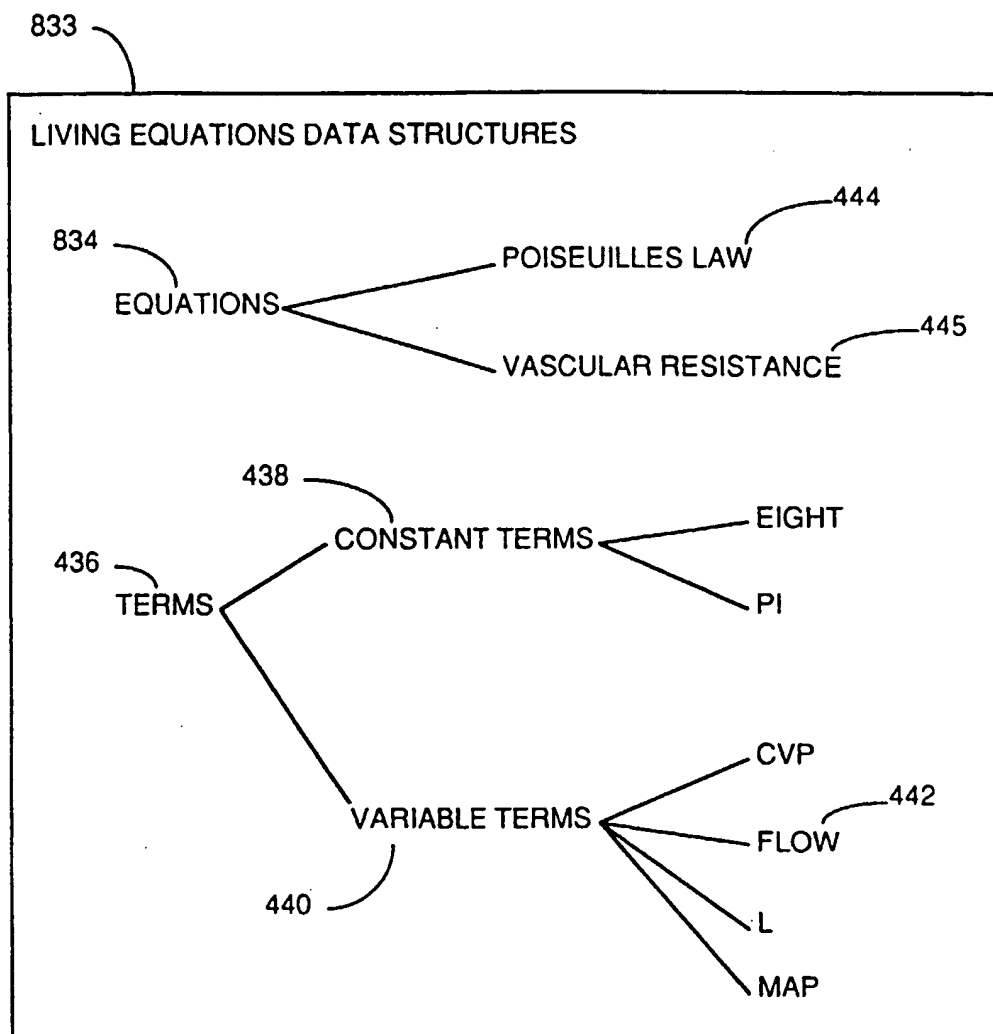 833
LIVING EQUATIONS DATA STRUCTURES
444
834
POISEUILLES LAW
EQUATIONS
445
VASCULAR RESISTANCE
438
EIGHT
CONSTANT TERMS
436
TERMS
PI
CVP
442
VARIABLE TERMS
FLOW
440
L
MAP